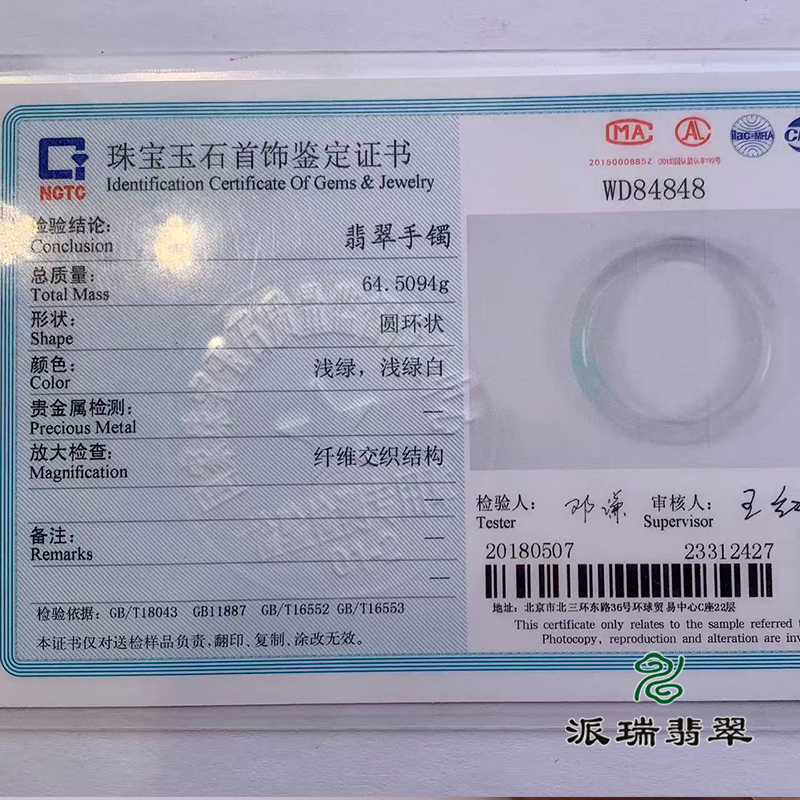 NGTC
珠宝玉石首饰鉴定证书
Identification Certificate Of Gems & Jewelry
检验结论:
Conclusion
翡翠手镯
总质量:
Total Mass
64.5094g
形状:
Shape
圆环状
颜色:
Color
浅绿，浅绿白
贵金属检测:
Precious Metal
—
放大检查:
Magnification
纤维交织结构
—
备注:
Remarks
—
—
检验依据: GB/T18043 GB11887 GB/T16552 GB/T16553
本证书仅对送检样品负责,翻印、复制、涂改无效。
MA
AL
ilac-MRA
2015000885Z
WD84848
检验人:
Tester
审核人:
Supervisor
20180507
23312427
地址: 北京市北三环东路36号环球贸易中心C座22层
This certificate only relates to the sample referred
Photocopy, reproduction and alteration are
派瑞翡翠